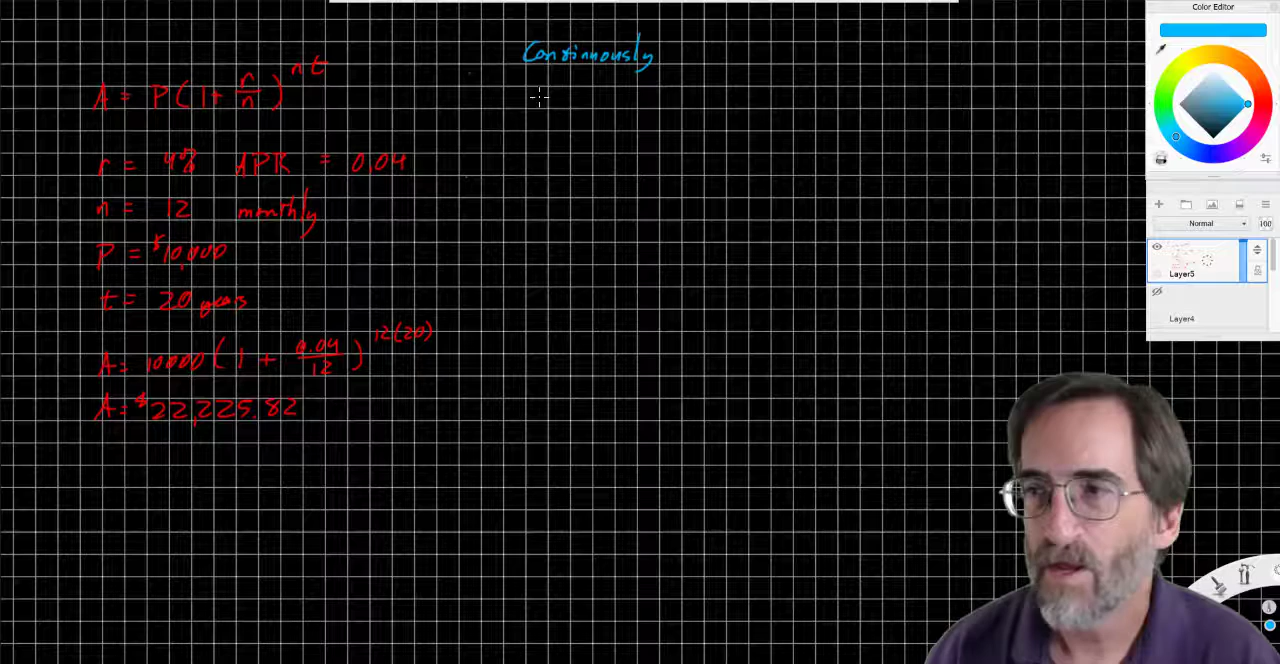 A = P(1 + r/n)^nt
r = 4% APR = 0.04
n = 12 monthly
P = $10,000
t = 20 years
A = 10000(1 + 0.04/12)^12(20)
A = $22,225.82
Continuously
Color Editor
Normal
100
Layer5
Layer4